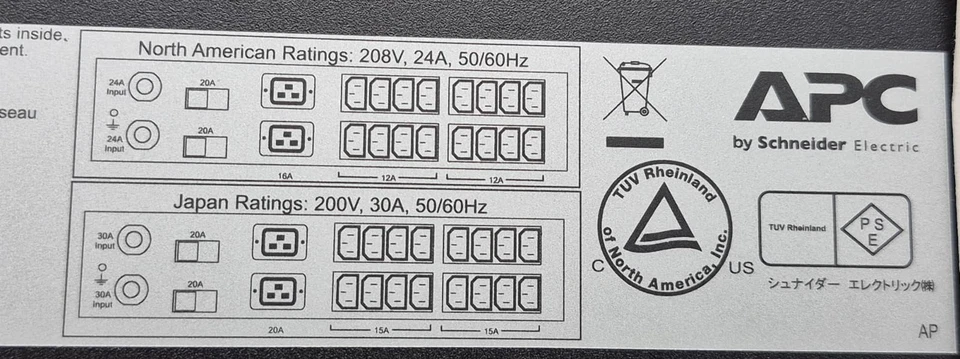 ts inside、
ent.
seau
North American Ratings: 208V, 24A, 50/60Hz
24A
Input
20A
24A
Input
20A
16A
12A
12A
Japan Ratings: 200V, 30A, 50/60Hz
30A
Input
20A
30A
Input
20A
20A
15A
15A
APC
by Schneider Electric
TUV Rheinland
of North America, Inc.
C
US
TUV Rheinland
P S
E
シュナイダー エレクトリック㈱
AP